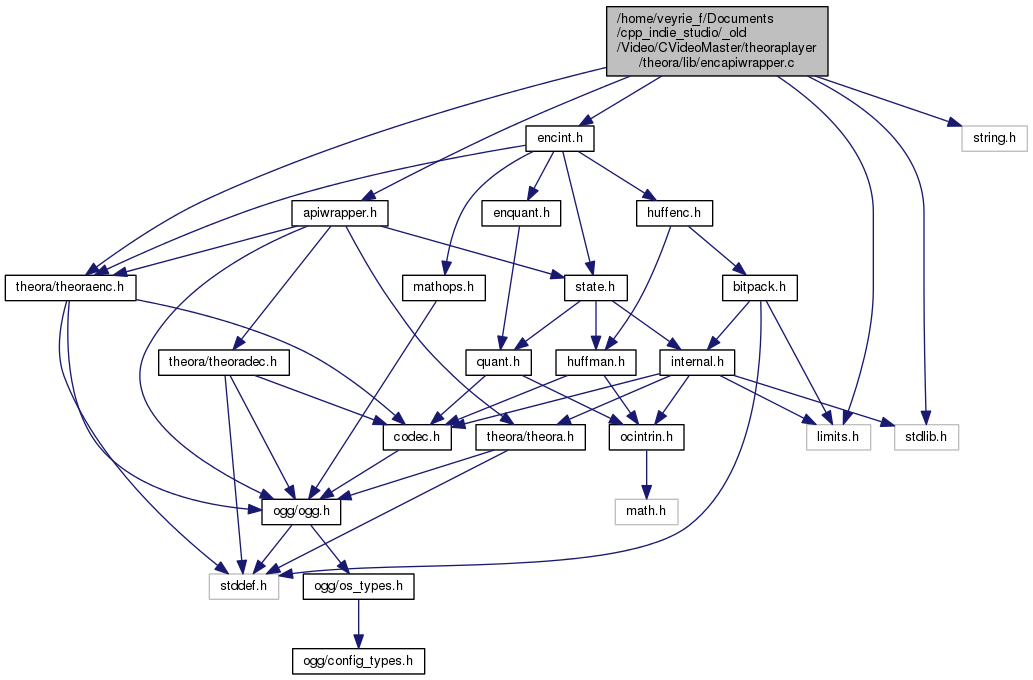 /home/veyrie_f/Documents
/cpp_indie_studio/_old
/Video/CVideoMaster/theoraplayer
/theora/lib/encapiwrapper.c
encint.h
string.h
apiwrapper.h
enquant.h
huffenc.h
theora/theoraenc.h
mathops.h
state.h
bitpack.h
theora/theoradec.h
quant.h
huffman.h
internal.h
codec.h
theora/theora.h
ocintrin.h
limits.h
stdlib.h
ogg/ogg.h
math.h
stddef.h
ogg/os_types.h
ogg/config_types.h